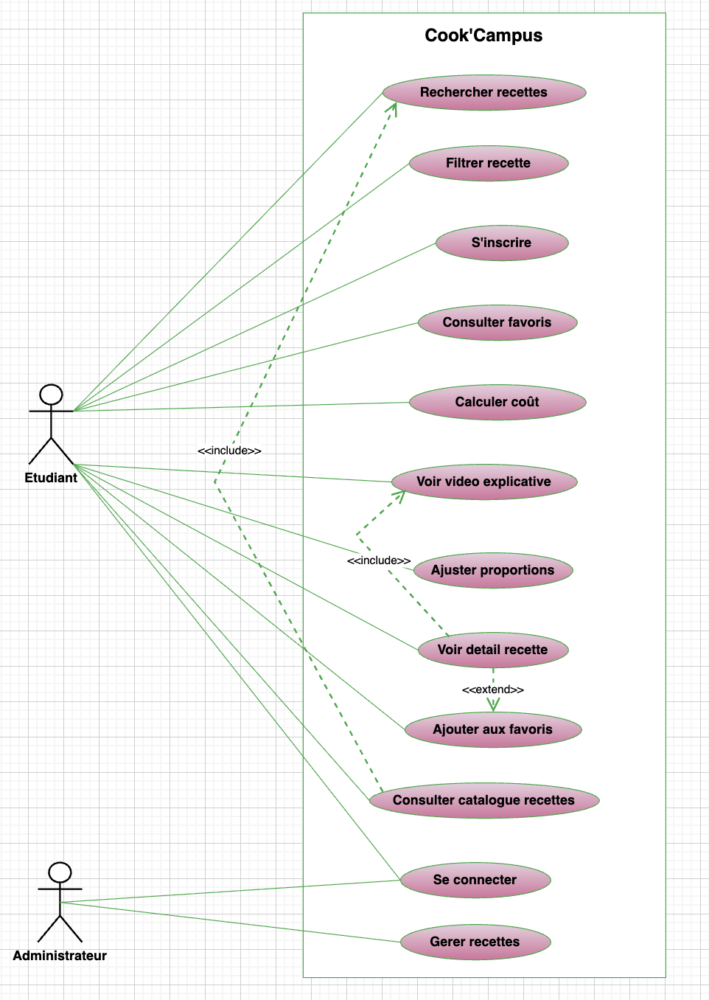 Cook'Campus
Rechercher recettes
Filtrer recette
S'inscrire
Consulter favoris
Calculer coût
<<include>>
Etudiant
Voir video explicative
<<include>>
Ajuster proportions
Voir detail recette
<<extend>>
Ajouter aux favoris
Consulter catalogue recettes
Se connecter
Gerer recettes
Administrateur